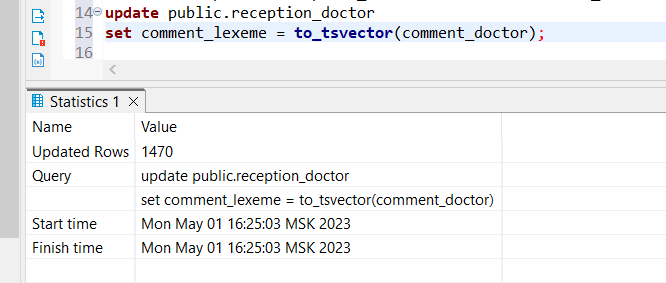 14 update public.reception_doctor
15 set comment_lexeme = to_tsvector(comment_doctor);
16
Statistics 1
Name Value
Updated Rows 1470
Query update public.reception_doctor
set comment_lexeme = to_tsvector(comment_doctor)
Start time Mon May 01 16:25:03 MSK 2023
Finish time Mon May 01 16:25:03 MSK 2023